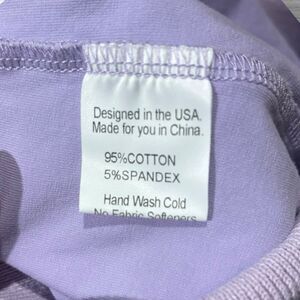 Designed in the USA.
Made for you in China.
95%COTTON
5%SPANDEX
Hand Wash Cold
No Fabric Softeners